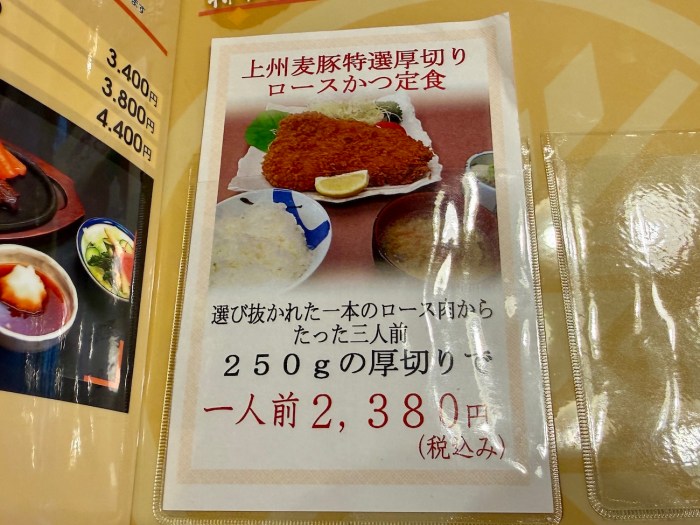 3.400円
3.800円
4.400円
上州麦豚特選厚切り
ロースかつ定食
選び抜かれた一本のロース肉から
たった三人前
250gの厚切りで
一人前2,380円
(税込み)